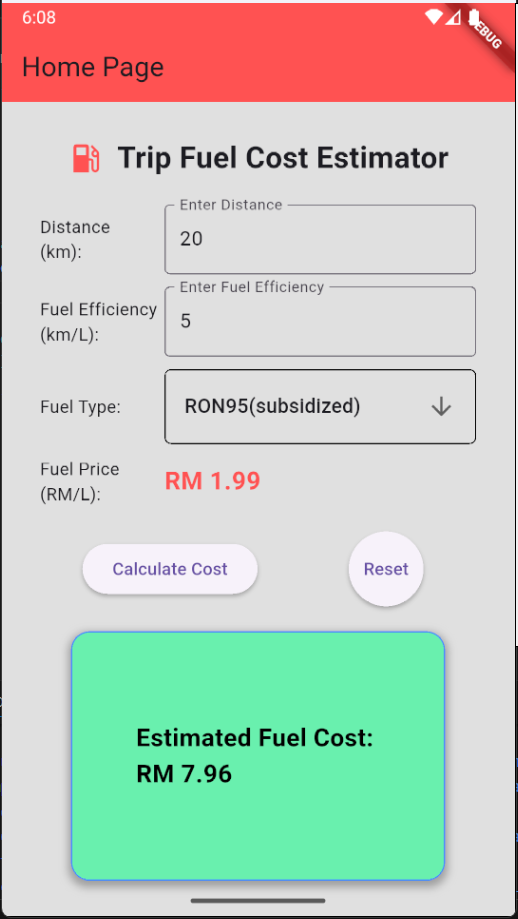 6:08
DEBUG
Home Page
Trip Fuel Cost Estimator
Enter Distance
Distance
(km):
20
Enter Fuel Efficiency
Fuel Efficiency
(km/L):
5
Fuel Type:
RON95(subsidized)
Fuel Price
(RM/L):
RM 1.99
Calculate Cost
Reset
Estimated Fuel Cost:
RM 7.96